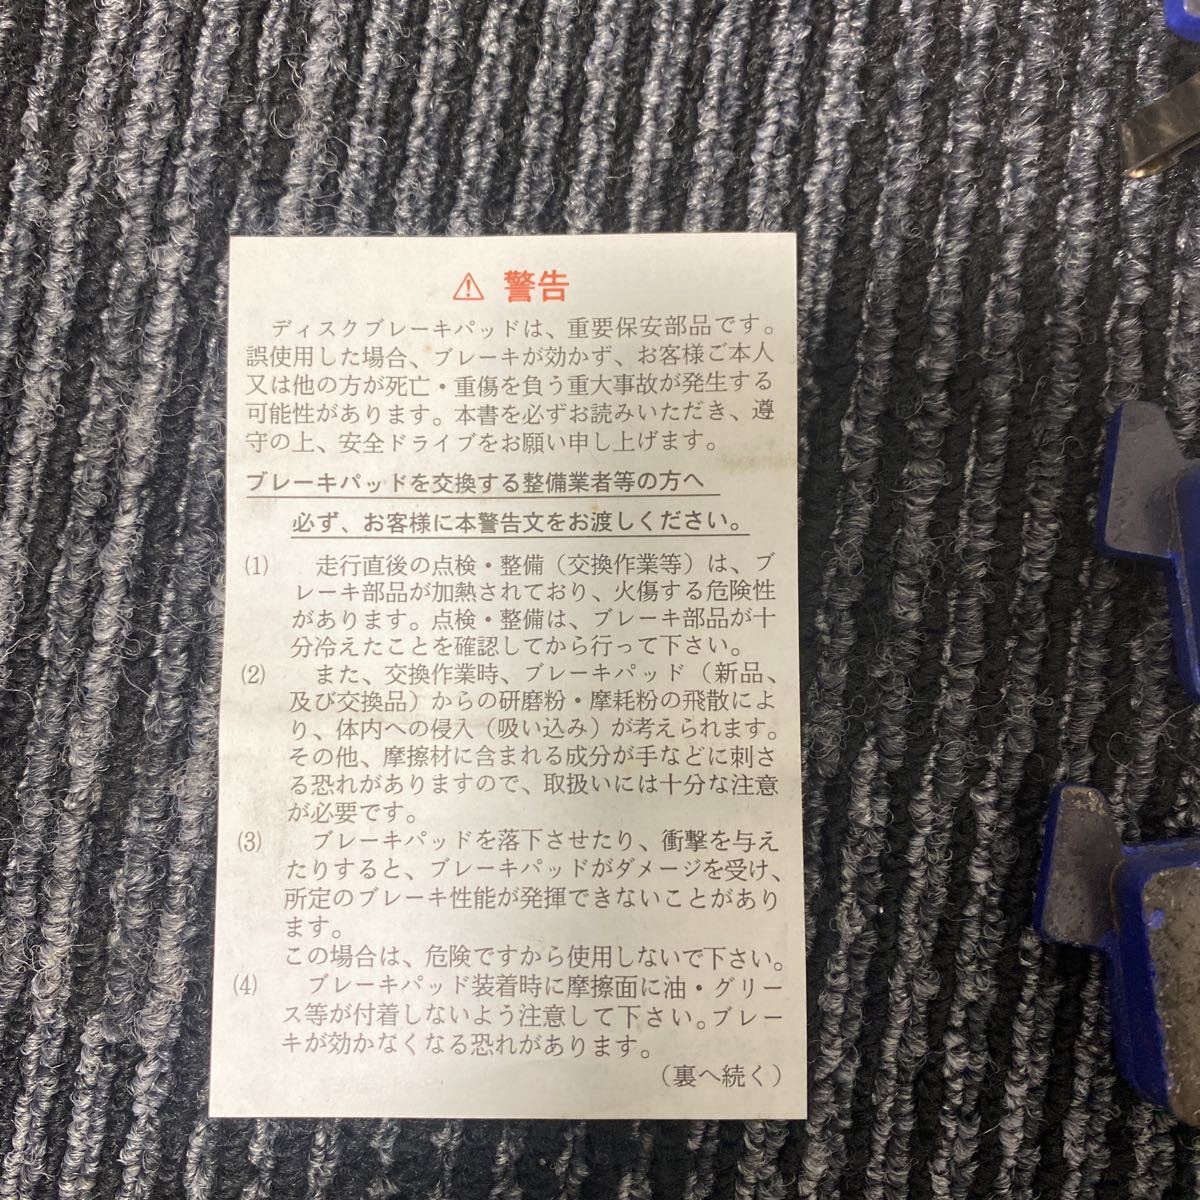 ⚠ 警告
ディスクブレーキパッドは、重要保安部品です。
誤使用した場合、ブレーキが効かず、お客様ご本人
又は他の方が死亡・重傷を負う重大事故が発生する
可能性があります。本書を必ずお読みいただき、遵
守の上、安全ドライブをお願い申し上げます。
ブレーキパッドを交換する整備業者等の方へ
必ず、お客様に本警告文をお渡しください。
(1) 走行直後の点検・整備（交換作業等）は、ブ
レーキ部品が加熱されており、火傷する危険性
があります。点検・整備は、ブレーキ部品が十
分冷えたことを確認してから行って下さい。
(2) また、交換作業時、ブレーキパッド（新品、
及び交換品）からの研磨粉・摩耗粉の飛散によ
り、体内への侵入（吸い込み）が考えられます。
その他、摩擦材に含まれる成分が手などに刺さ
る恐れがありますので、取扱いには十分な注意
が必要です。
(3) ブレーキパッドを落下させたり、衝撃を与え
たりすると、ブレーキパッドがダメージを受け、
所定のブレーキ性能が発揮できないことがあり
ます。
この場合は、危険ですから使用しないで下さい。
(4) ブレーキパッド装着時に摩擦面に油・グリー
ス等が付着しないよう注意して下さい。ブレー
キが効かなくなる恐れがあります。
（裏へ続く）